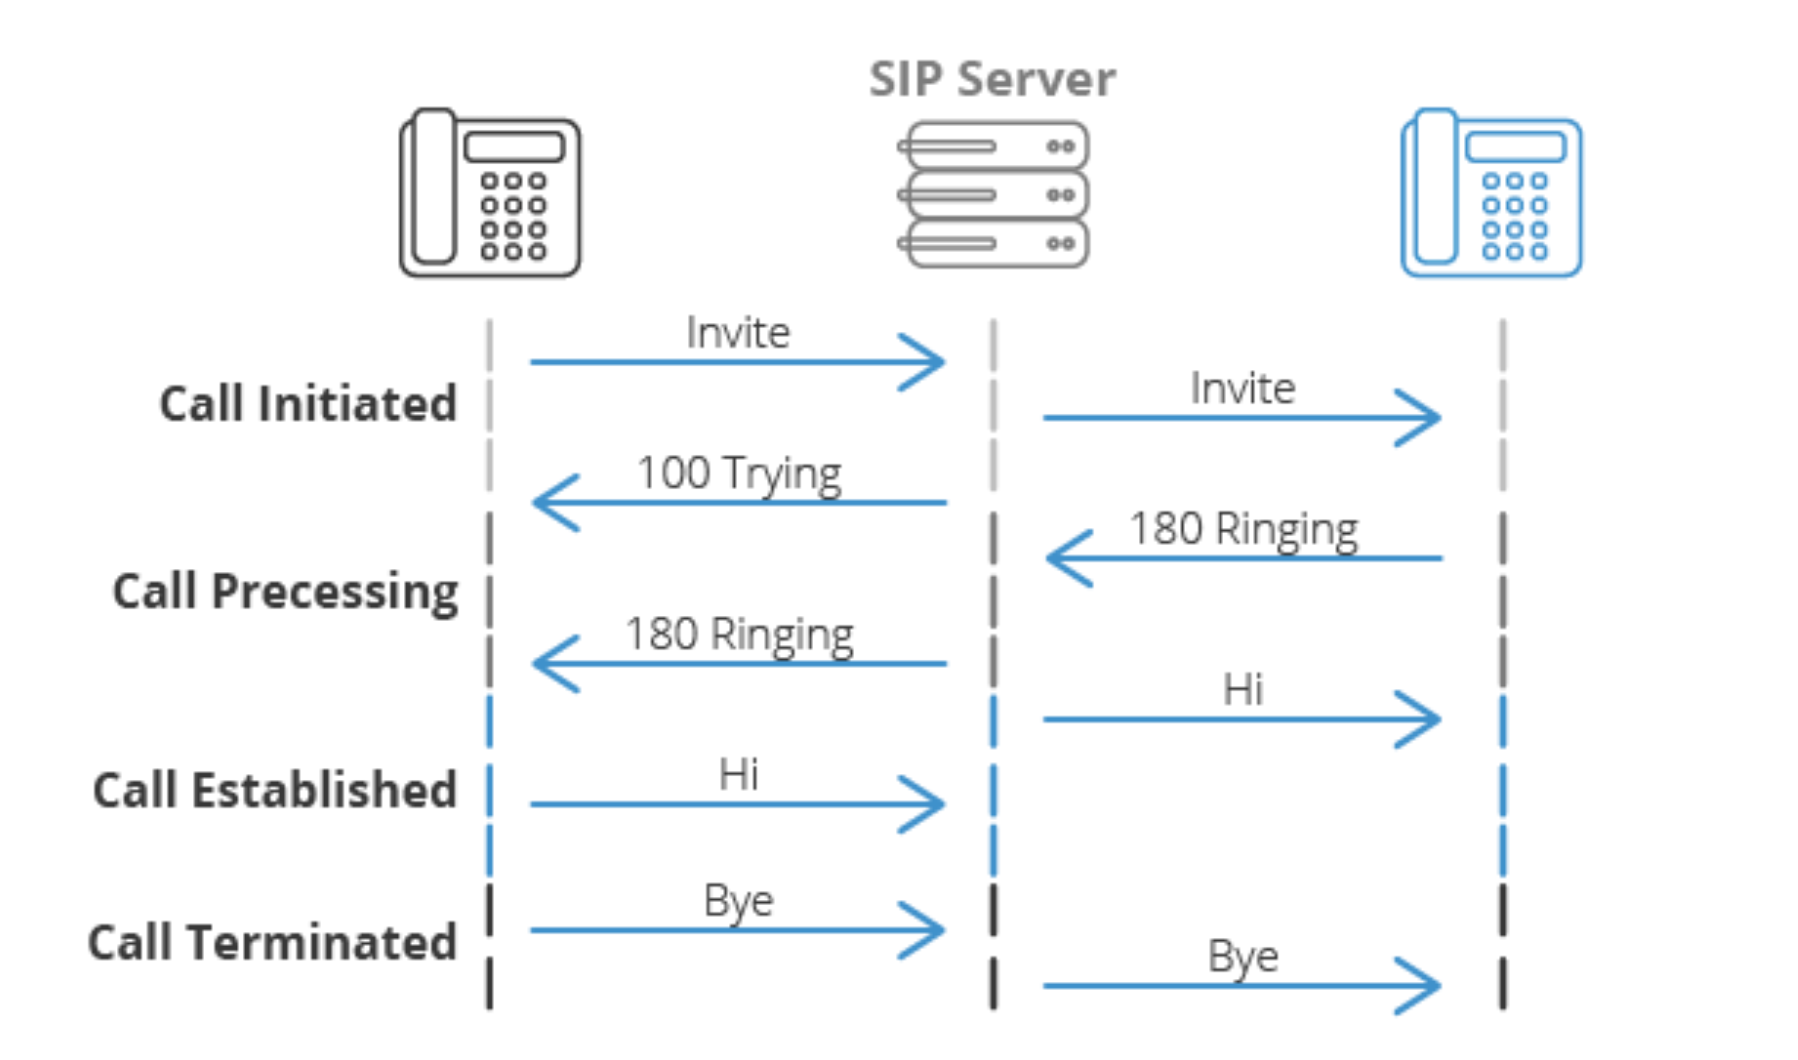 SIP Server
Invite
Invite
Call Initiated
100 Trying
180 Ringing
Call Precessing
180 Ringing
Hi
Hi
Call Established
Bye
Call Terminated
Bye